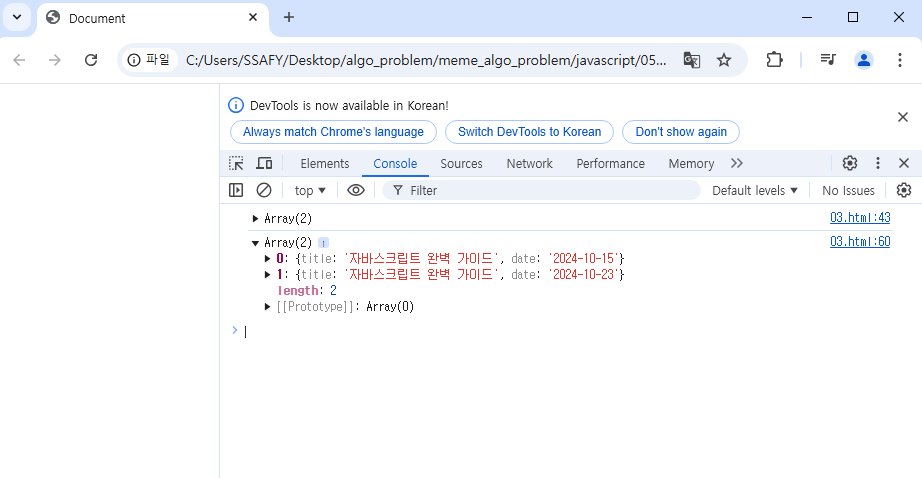 Document
파일 C:/Users/SSAFY/Desktop/algo_problem/meme_algo_problem/javascript/05...
DevTools is now available in Korean!
Always match Chrome's language Switch DevTools to Korean Don't show again
Elements Console Sources Network Performance Memory
top Filter Default levels No Issues
Array(2) 03.html:43
Array(2) 03.html:60
0: {title: '자바스크립트 완벽 가이드', date: '2024-10-15'}
1: {title: '자바스크립트 완벽 가이드', date: '2024-10-23'}
length: 2
[[Prototype]]: Array(0)